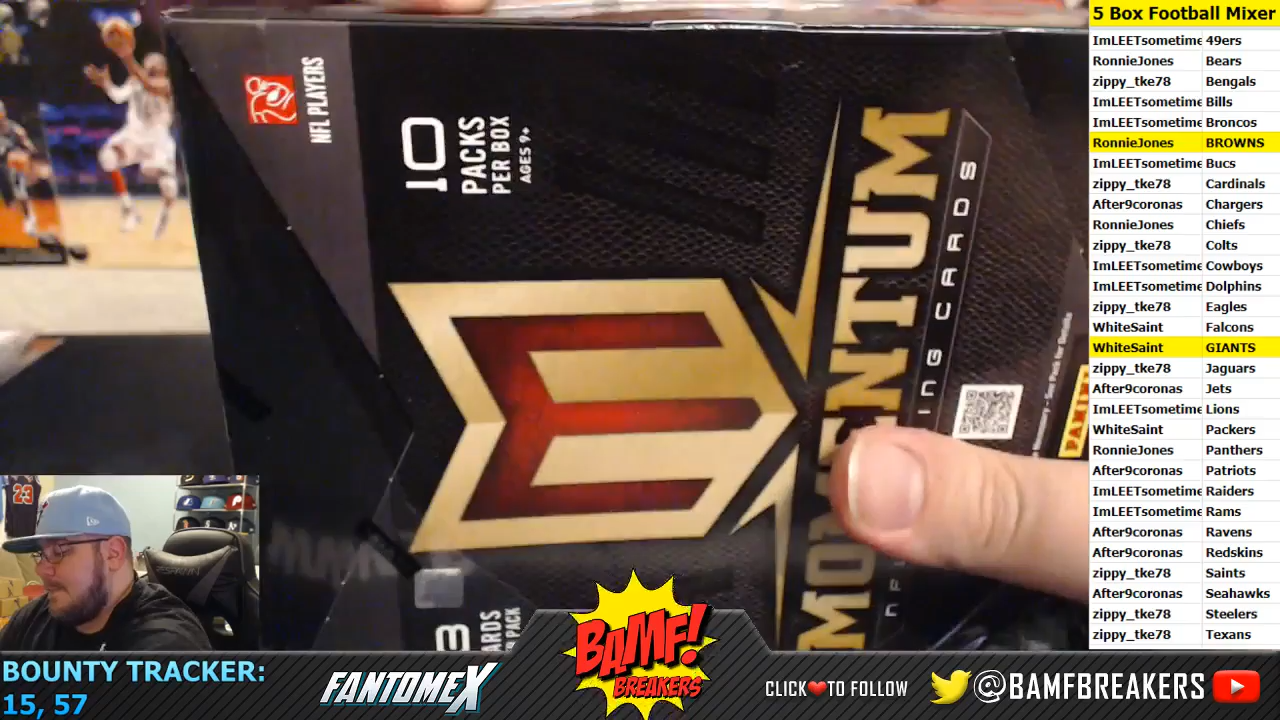 NFL PLAYERS
10
PACKS
PER BOX
AGES 9+
MOMENTUM
ING CARDS
PANINI
23
5 Box Football Mixer
ImLEETsometime 49ers
RonnieJones Bears
zippy_tke78 Bengals
ImLEETsometime Bills
ImLEETsometime Broncos
RonnieJones BROWNS
ImLEETsometime Bucs
zippy_tke78 Cardinals
After9coronas Chargers
RonnieJones Chiefs
zippy_tke78 Colts
ImLEETsometime Cowboys
ImLEETsometime Dolphins
zippy_tke78 Eagles
WhiteSaint Falcons
WhiteSaint GIANTS
zippy_tke78 Jaguars
After9coronas Jets
ImLEETsometime Lions
WhiteSaint Packers
RonnieJones Panthers
After9coronas Patriots
ImLEETsometime Raiders
ImLEETsometime Rams
After9coronas Ravens
After9coronas Redskins
zippy_tke78 Saints
After9coronas Seahawks
zippy_tke78 Steelers
zippy_tke78 Texans
BOUNTY TRACKER:
15, 57
FANTOMEX
BAMF!
BREAKERS
CLICK TO FOLLOW
@BAMFBREAKERS